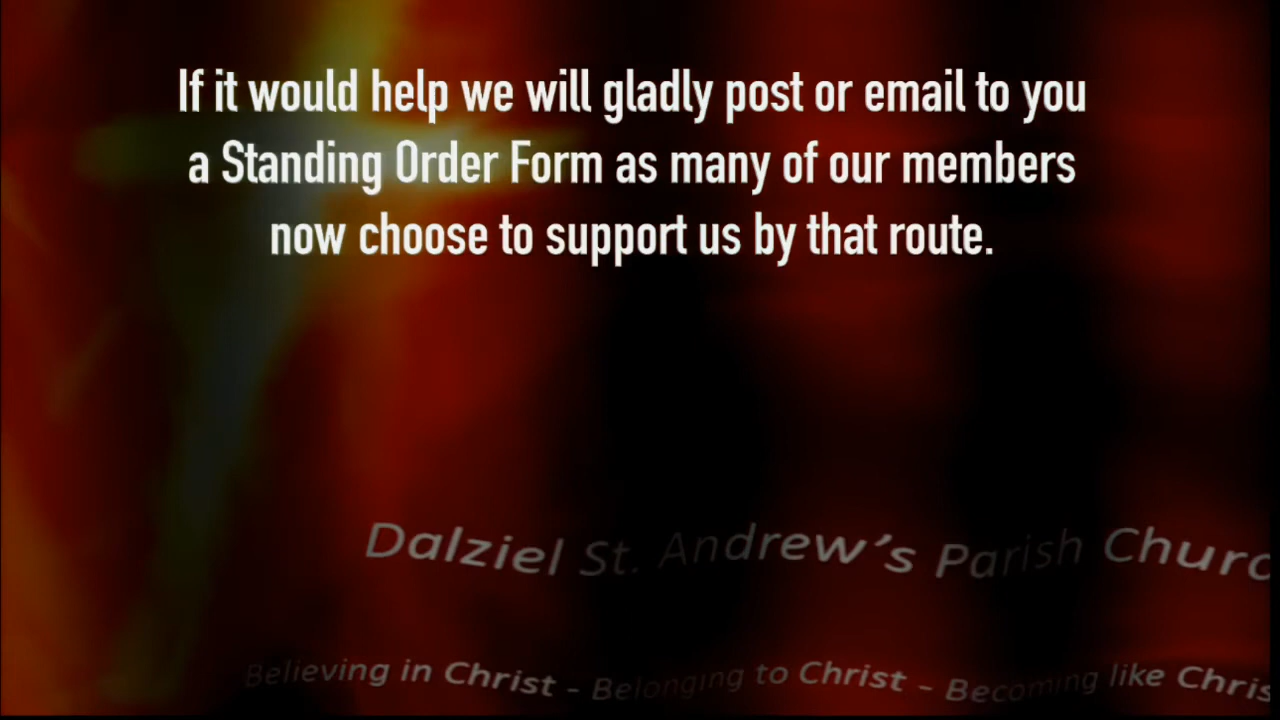 If it would help we will gladly post or email to you
a Standing Order Form as many of our members
now choose to support us by that route.
Dalziel St. Andrew's Parish Churc
Believing in Christ - Belonging to Christ - Becoming like Chris